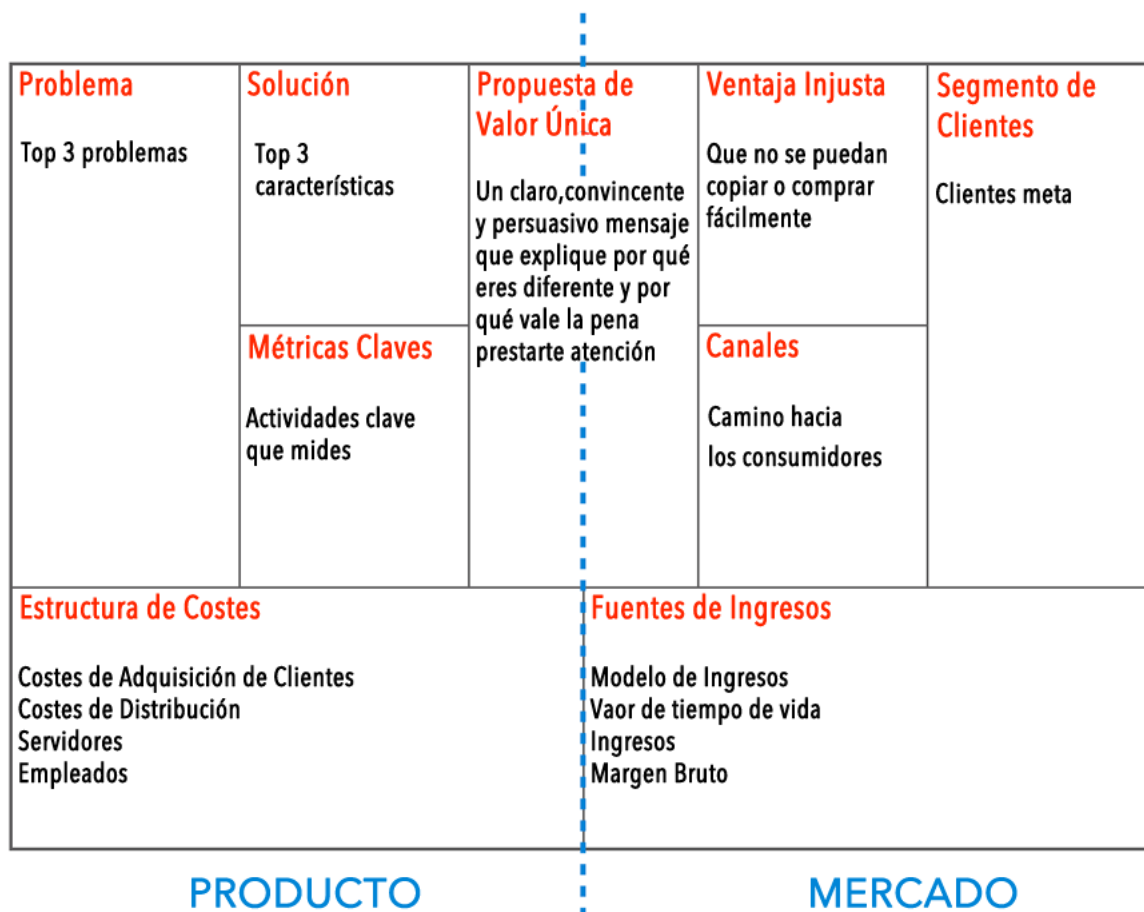 Problema
Top 3 problemas
Solución
Top 3
característícas
Métricas Claves
Actividades clave
que mides
Propuesta de
Valor Única
Un claro,convincente
y persuasivo mensaje
que explique por qué
eres diferente y por
qué vale la pena
prestarte atención
Ventaja Injusta
Que no se puedan
copiar o comprar
fácilmente
Canales
Camino hacia
los consumidores
Segmento de
Clientes
Clientes meta
Estructura de Costes
Costes de Adquisición de Clientes
Costes de Distribución
Servidores
Empleados
Fuentes de Ingresos
Modelo de Ingresos
Vaor de tiempo de vida
Ingresos
Margen Bruto
PRODUCTO
MERCADO